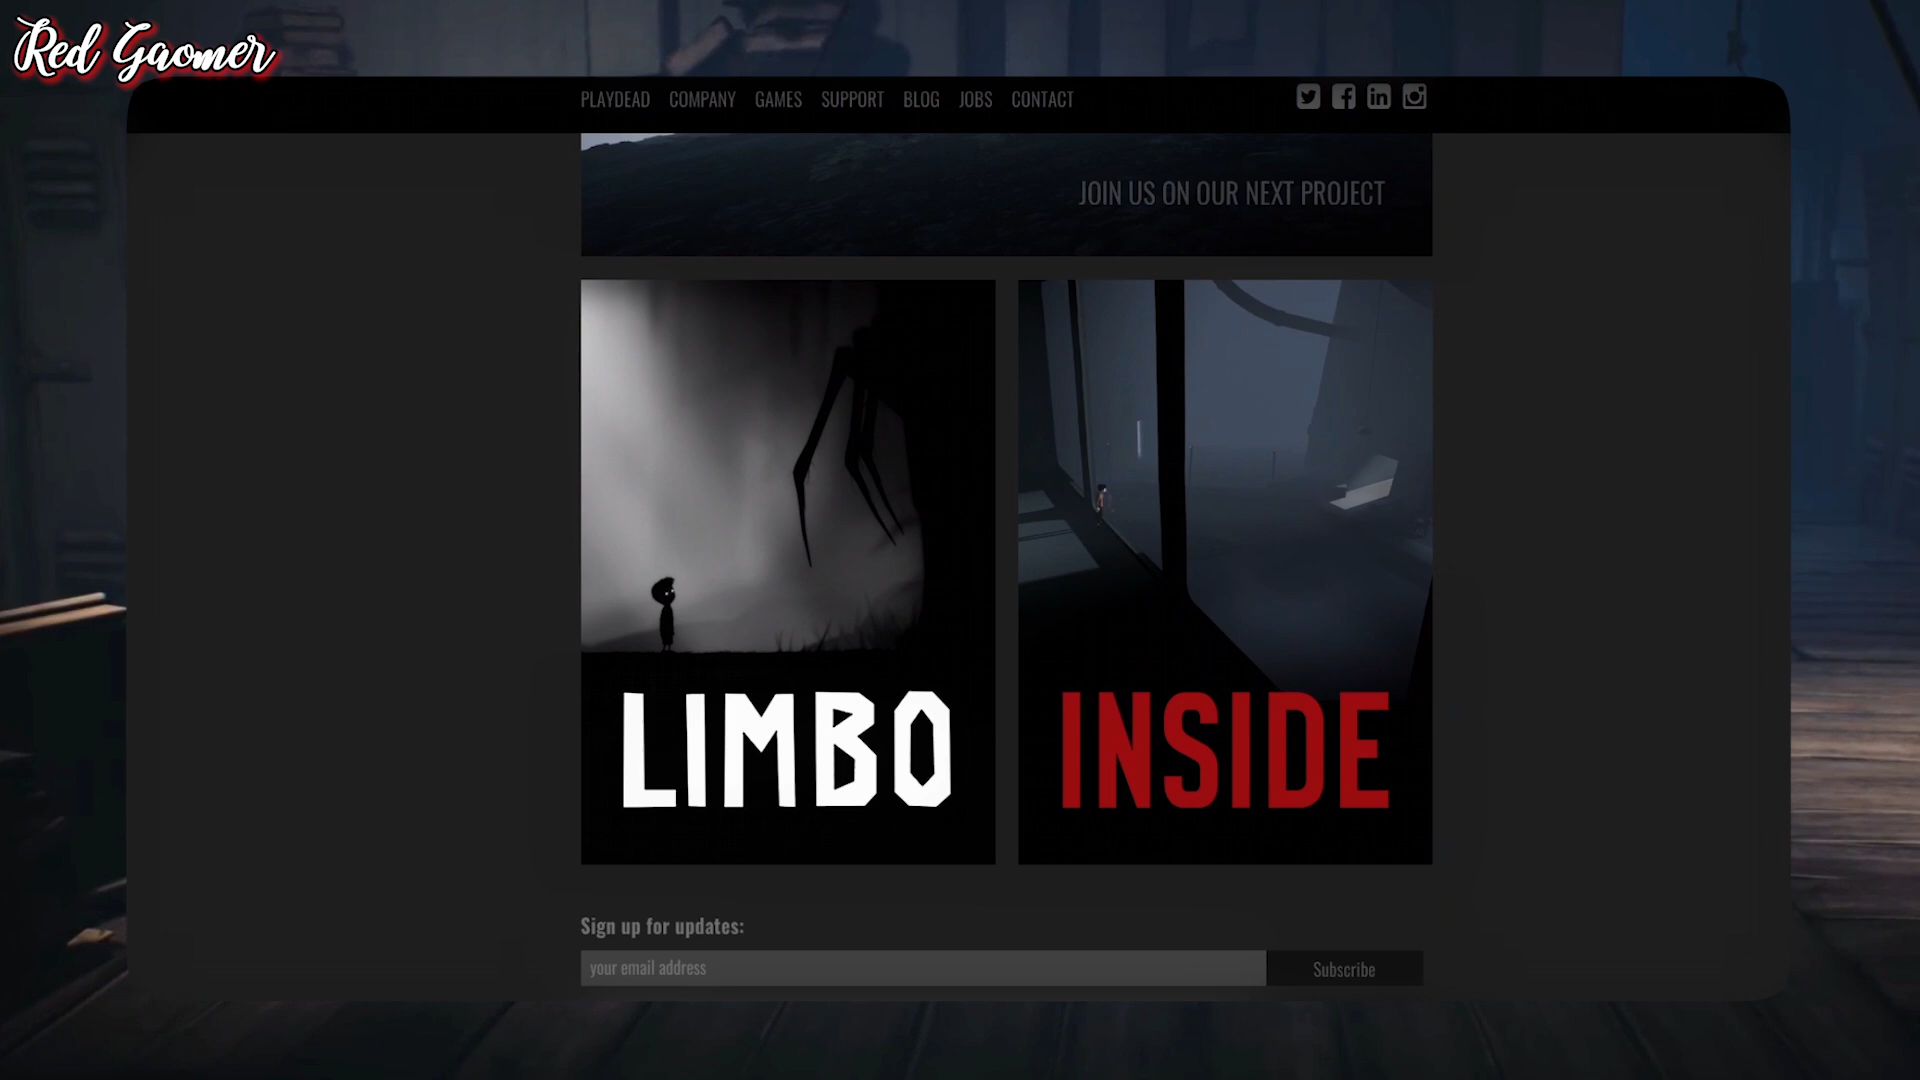 Red Gaomer
PLAYDEAD COMPANY GAMES SUPPORT BLOG JOBS CONTACT
JOIN US ON OUR NEXT PROJECT
LIMBO
INSIDE
Sign up for updates:
your email address
Subscribe